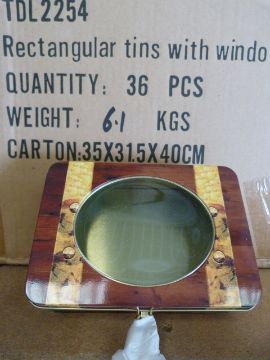 TDL2254
Rectangular tins with windo
QUANTITY: 36 PCS
WEIGHT: 6.1 KGS
CARTON:35X31.5X40CM